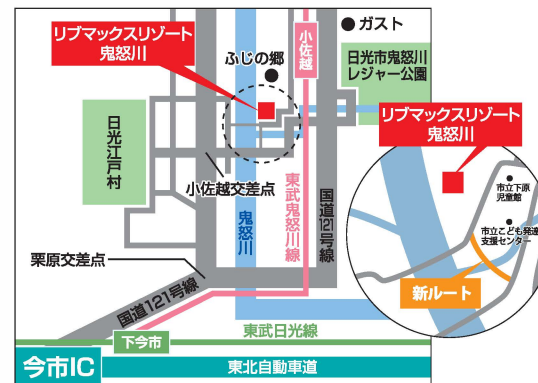 ガスト
リブマックスリゾート
鬼怒川
ふじの郷
小佐越
日光市鬼怒川
レジャー公園
リブマックスリゾート
鬼怒川
日光江戸村
市立下原
児童館
小佐越交差点
市立こども発達
支援センター
鬼怒川
東武鬼怒川線
国道121号線
栗原交差点
新ルート
国道121号線
東武日光線
下今市
今市IC
東北自動車道